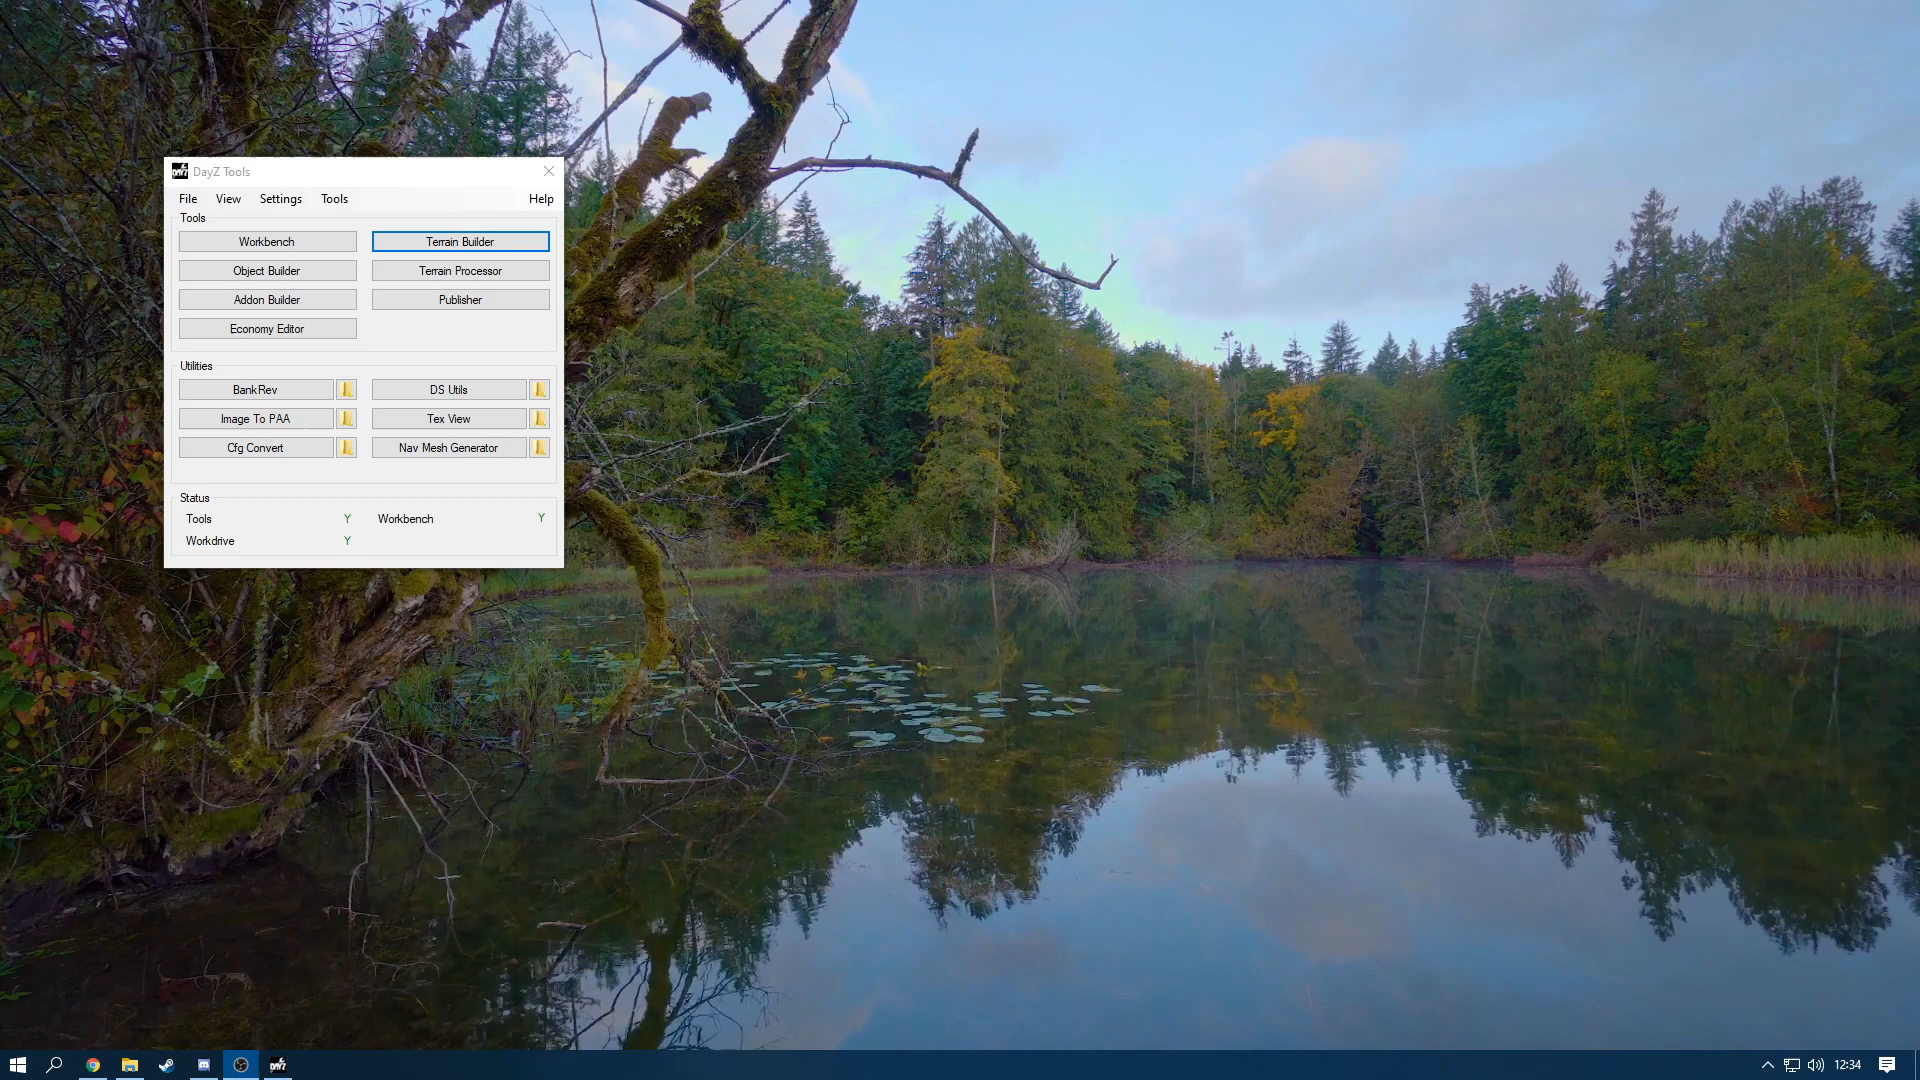 DayZ Tools
File View Settings Tools Help
Tools
Workbench Terrain Builder
Object Builder Terrain Processor
Addon Builder Publisher
Economy Editor
Utilities
BankRev DS Utils
Image To PAA Tex View
Cfg Convert Nav Mesh Generator
Status
Tools Y Workbench Y
Workdrive Y
12:34